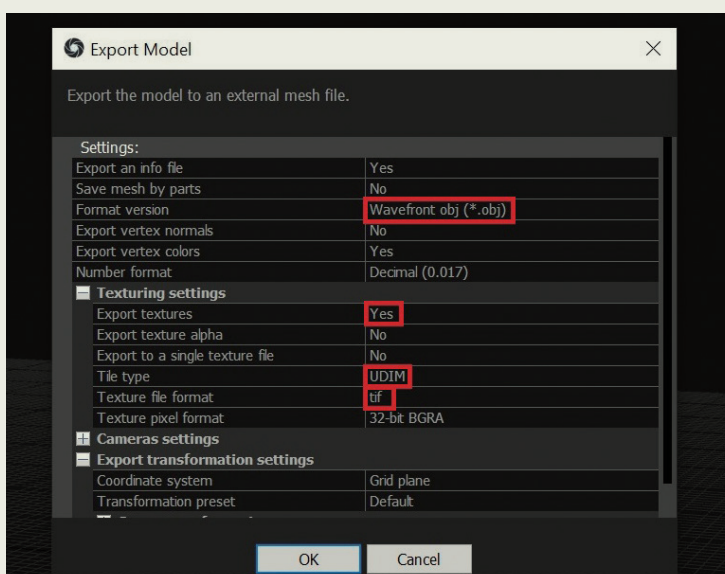 Export Model
Export the model to an external mesh file.
Settings:
Export an info file Yes
Save mesh by parts No
Format version Wavefront obj (*.obj)
Export vertex normals No
Export vertex colors Yes
Number format Decimal (0.017)
Texturing settings
Export textures Yes
Export texture alpha No
Export to a single texture file No
Tile type UDIM
Texture file format tif
Texture pixel format 32-bit BGRA
Cameras settings
Export transformation settings
Coordinate system Grid plane
Transformation preset Default
OK Cancel